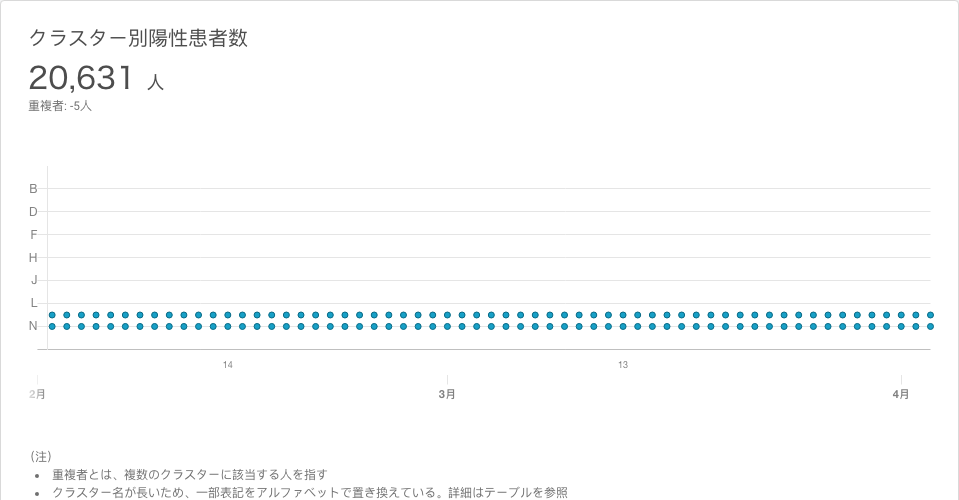 クラスター別陽性患者数
20,631 人
重複者: -5人
B
D
F
H
J
L
N
14 13
2月 3月 4月
（注）
• 重複者とは、複数のクラスターに該当する人を指す
• クラスター名が長いため、一部表記をアルファベットで置き換えている。詳細はテーブルを参照